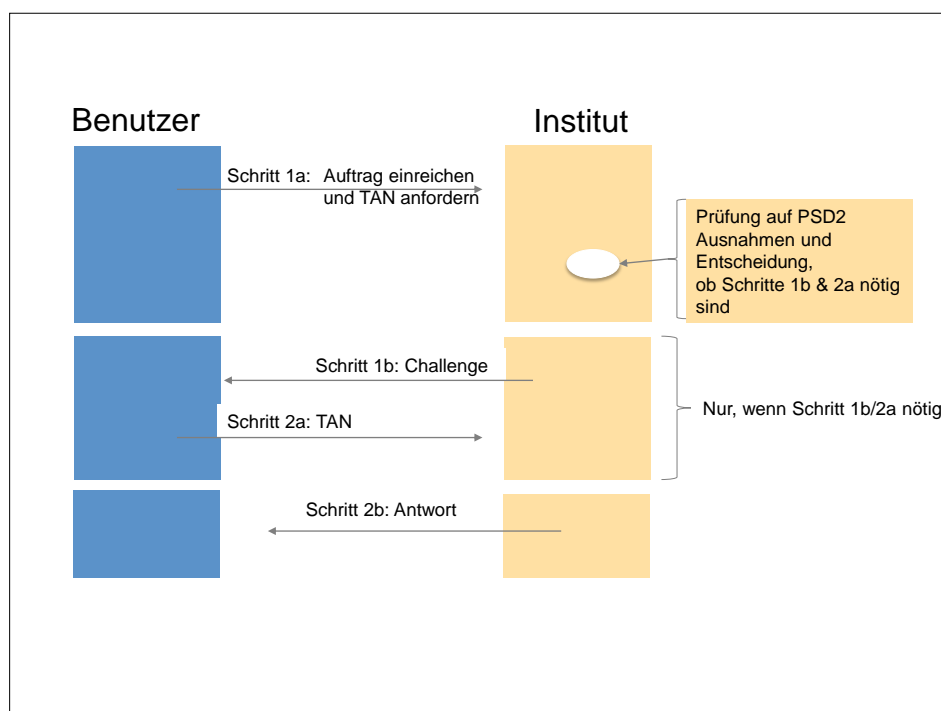 Benutzer
Institut
Schritt 1a: Auftrag einreichen
und TAN anfordern
Prüfung auf PSD2
Ausnahmen und
Entscheidung,
ob Schritte 1b & 2a nötig
sind
Schritt 1b: Challenge
Nur, wenn Schritt 1b/2a nötig
Schritt 2a: TAN
Schritt 2b: Antwort